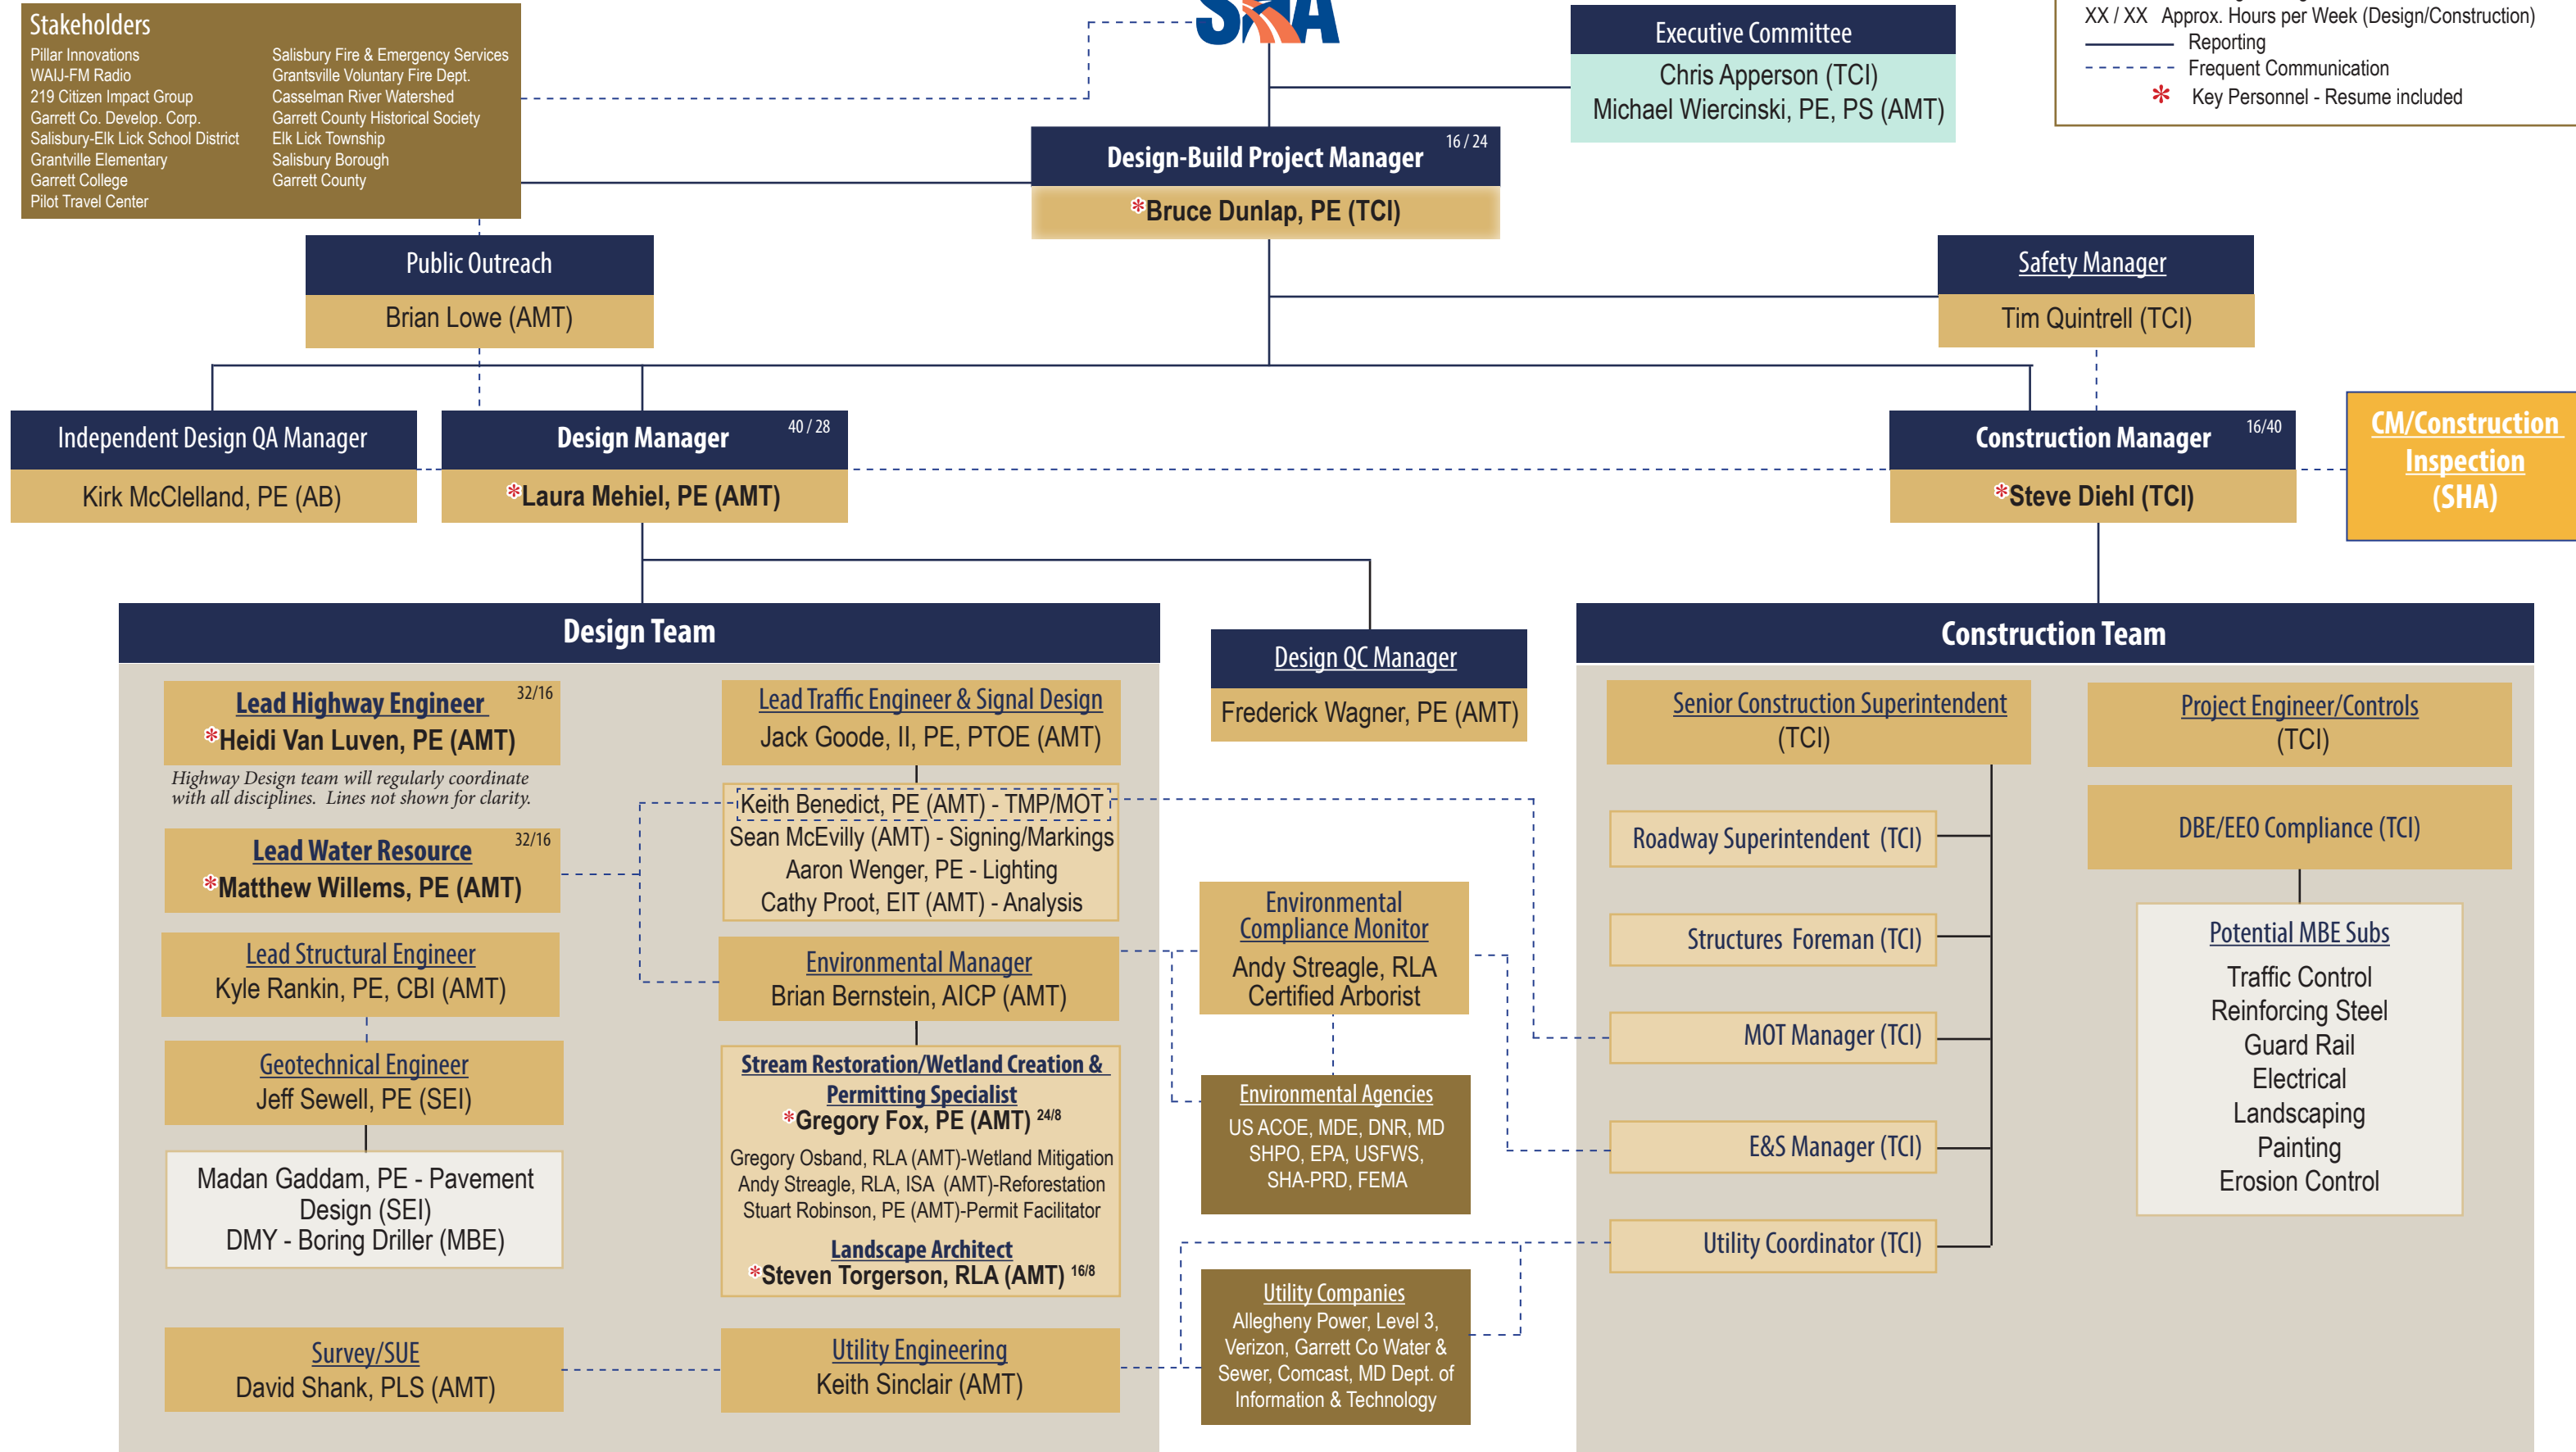 Stakeholders
Pillar Innovations
WAIJ-FM Radio
219 Citizen Impact Group
Garrett Co. Develop. Corp.
Salisbury-Elk Lick School District
Grantville Elementary
Garrett College
Pilot Travel Center
Salisbury Fire & Emergency Services
Grantsville Voluntary Fire Dept.
Casselman River Watershed
Garrett County Historical Society
Elk Lick Township
Salisbury Borough
Garrett County
SHA
Executive Committee
Chris Apperson (TCI)
Michael Wiercinski, PE, PS (AMT)
XX / XX Approx. Hours per Week (Design/Construction)
Reporting
Frequent Communication
* Key Personnel - Resume included
Design-Build Project Manager 16 / 24
*Bruce Dunlap, PE (TCI)
Public Outreach
Brian Lowe (AMT)
Safety Manager
Tim Quintrell (TCI)
Independent Design QA Manager
Kirk McClelland, PE (AB)
Design Manager 40 / 28
*Laura Mehiel, PE (AMT)
Construction Manager 16/40
*Steve Diehl (TCI)
CM/Construction
Inspection
(SHA)
Design Team
Lead Highway Engineer 32/16
*Heidi Van Luven, PE (AMT)
Highway Design team will regularly coordinate
with all disciplines. Lines not shown for clarity.
Lead Water Resource 32/16
*Matthew Willems, PE (AMT)
Lead Structural Engineer
Kyle Rankin, PE, CBI (AMT)
Geotechnical Engineer
Jeff Sewell, PE (SEI)
Madan Gaddam, PE - Pavement
Design (SEI)
DMY - Boring Driller (MBE)
Survey/SUE
David Shank, PLS (AMT)
Lead Traffic Engineer & Signal Design
Jack Goode, II, PE, PTOE (AMT)
Keith Benedict, PE (AMT) - TMP/MOT
Sean McEvilly (AMT) - Signing/Markings
Aaron Wenger, PE - Lighting
Cathy Proot, EIT (AMT) - Analysis
Environmental Manager
Brian Bernstein, AICP (AMT)
Stream Restoration/Wetland Creation &
Permitting Specialist
*Gregory Fox, PE (AMT) 24/8
Gregory Osband, RLA (AMT)-Wetland Mitigation
Andy Streagle, RLA, ISA (AMT)-Reforestation
Stuart Robinson, PE (AMT)-Permit Facilitator
Landscape Architect
*Steven Torgerson, RLA (AMT) 16/8
Utility Engineering
Keith Sinclair (AMT)
Design QC Manager
Frederick Wagner, PE (AMT)
Environmental
Compliance Monitor
Andy Streagle, RLA
Certified Arborist
Environmental Agencies
US ACOE, MDE, DNR, MD
SHPO, EPA, USFWS,
SHA-PRD, FEMA
Utility Companies
Allegheny Power, Level 3,
Verizon, Garrett Co Water &
Sewer, Comcast, MD Dept. of
Information & Technology
Construction Team
Senior Construction Superintendent
(TCI)
Roadway Superintendent (TCI)
Structures Foreman (TCI)
MOT Manager (TCI)
E&S Manager (TCI)
Utility Coordinator (TCI)
Project Engineer/Controls
(TCI)
DBE/EEO Compliance (TCI)
Potential MBE Subs
Traffic Control
Reinforcing Steel
Guard Rail
Electrical
Landscaping
Painting
Erosion Control